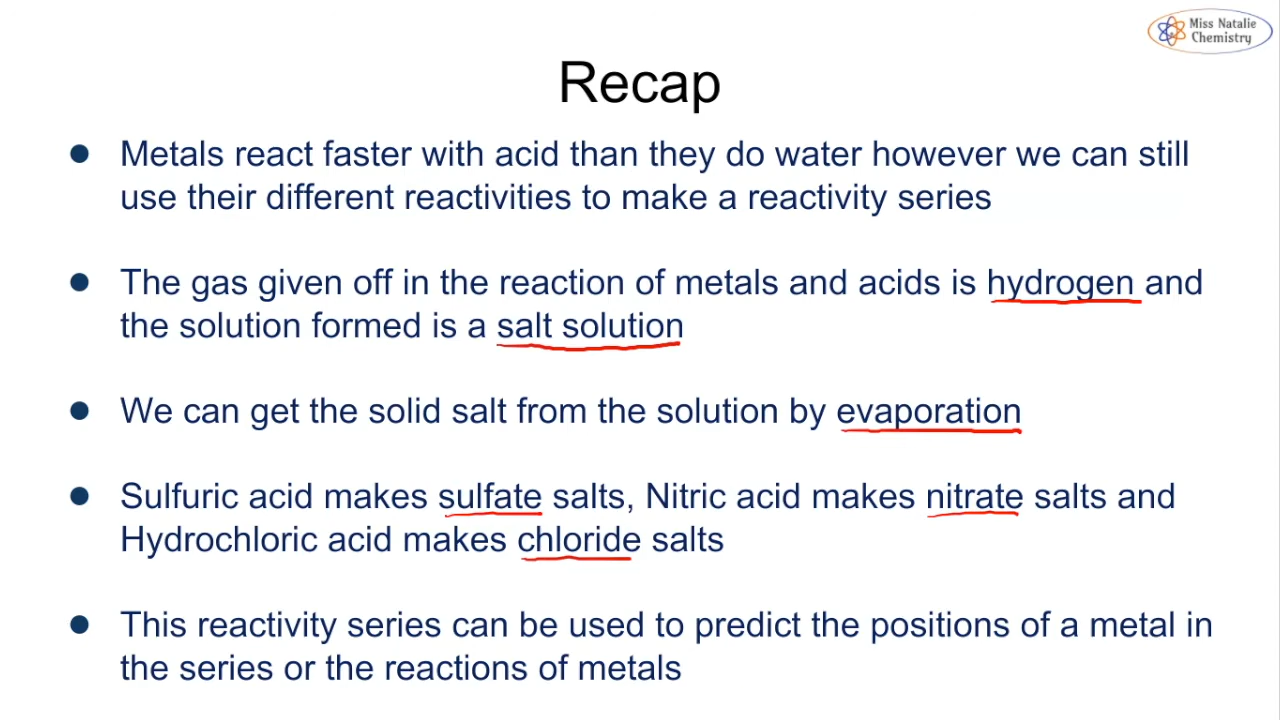 Miss Natalie
Chemistry
Recap
● Metals react faster with acid than they do water however we can still
use their different reactivities to make a reactivity series
● The gas given off in the reaction of metals and acids is hydrogen and
the solution formed is a salt solution
● We can get the solid salt from the solution by evaporation
● Sulfuric acid makes sulfate salts, Nitric acid makes nitrate salts and
Hydrochloric acid makes chloride salts
● This reactivity series can be used to predict the positions of a metal in
the series or the reactions of metals